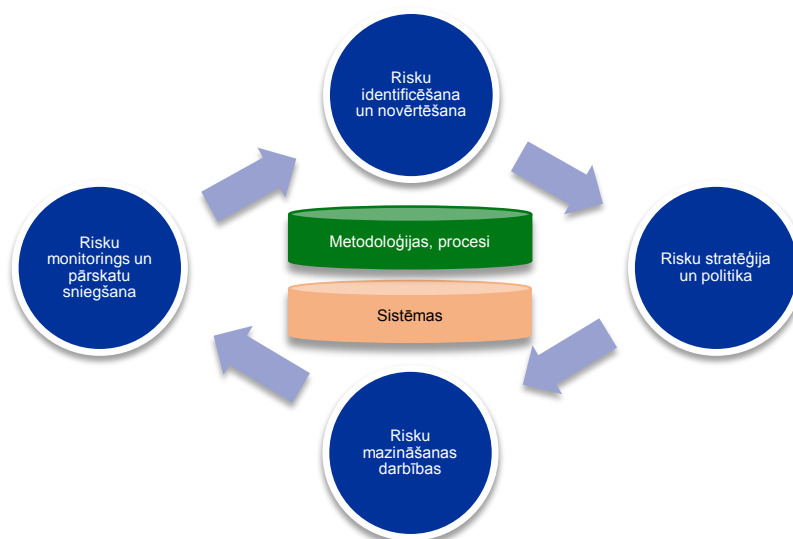 Risku
identificēšana
un novērtēšana
Metodoloģijas, procesi
Risku
monitorings un
pārskatu
sniegšana
Risku stratēģija
un politika
Sistēmas
Risku
mazināšanas
darbības